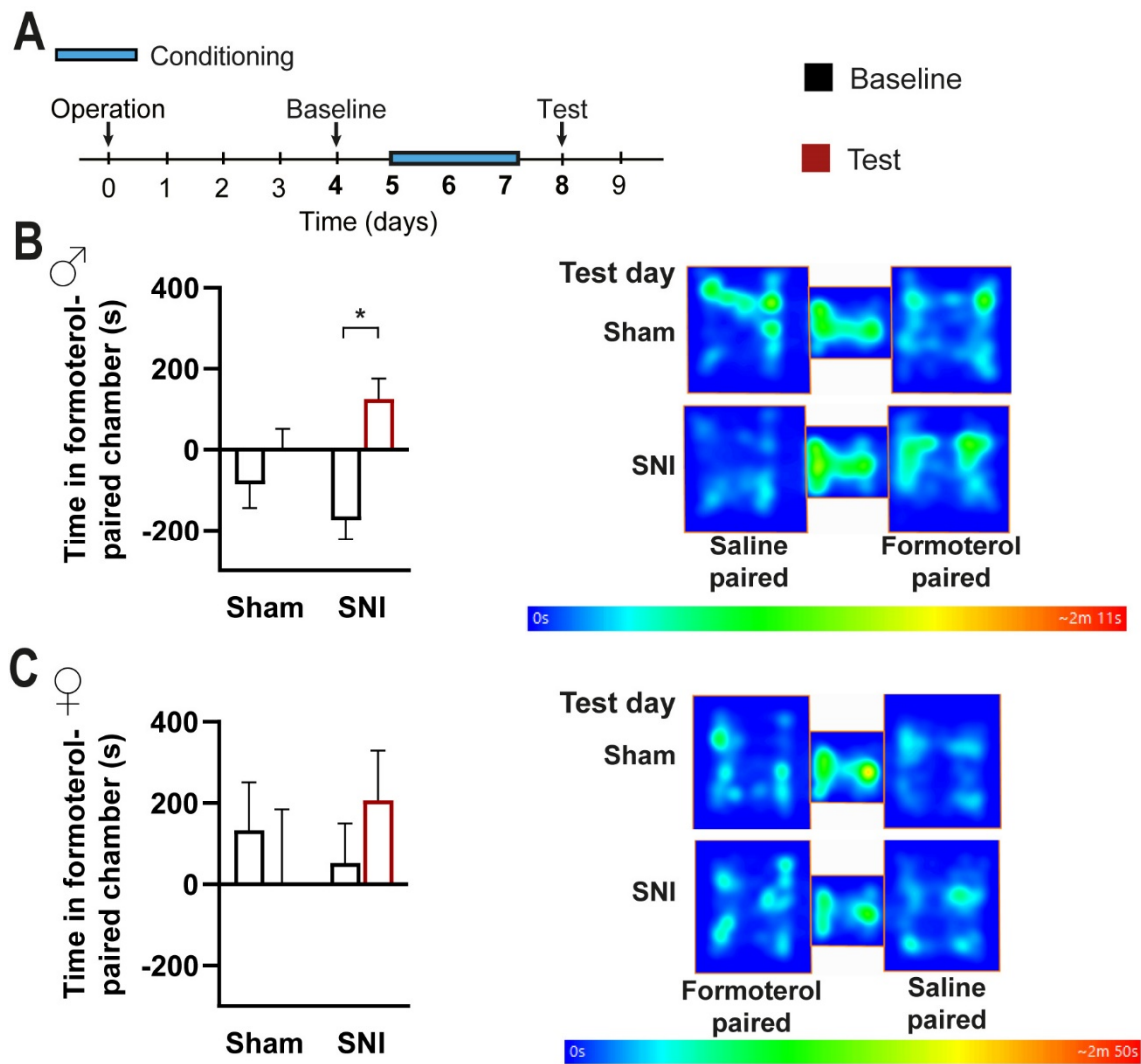 A
Conditioning
Operation
Baseline
Test
0 1 2 3 4 5 6 7 8 9
Time (days)
Baseline
Test
B
♂
Time in formoterol-
paired chamber (s)
400
200
0
-200
*
Sham SNI
Test day
Sham
SNI
Saline
paired
Formoterol
paired
0s ~2m 11s
C
♀
Time in formoterol-
paired chamber (s)
400
200
0
-200
Sham SNI
Test day
Sham
SNI
Formoterol
paired
Saline
paired
0s ~2m 50s